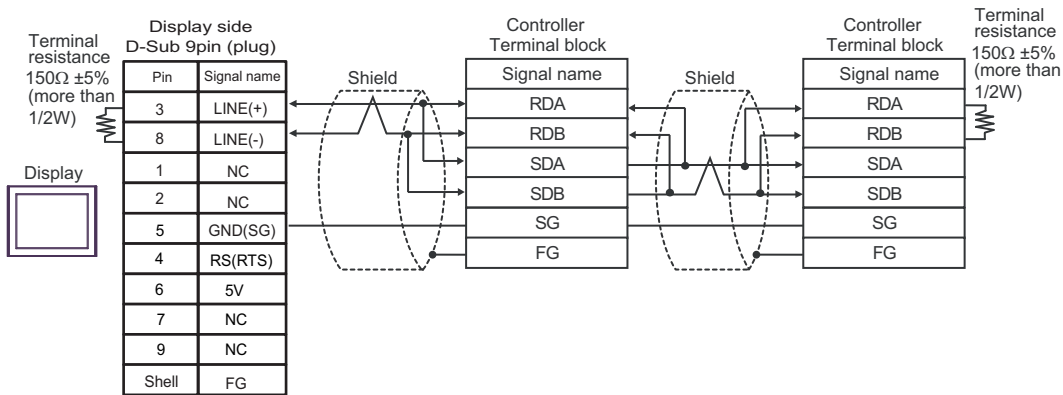 Terminal
resistance
150Ω ±5%
(more than
1/2W)
Display
Display side
D-Sub 9pin (plug)
Pin Signal name
3 LINE(+)
8 LINE(-)
1 NC
2 NC
5 GND(SG)
4 RS(RTS)
6 5V
7 NC
9 NC
Shell FG
Shield
Controller
Terminal block
Signal name
RDA
RDB
SDA
SDB
SG
FG
Shield
Controller
Terminal block
Signal name
RDA
RDB
SDA
SDB
SG
FG
Terminal
resistance
150Ω ±5%
(more than
1/2W)